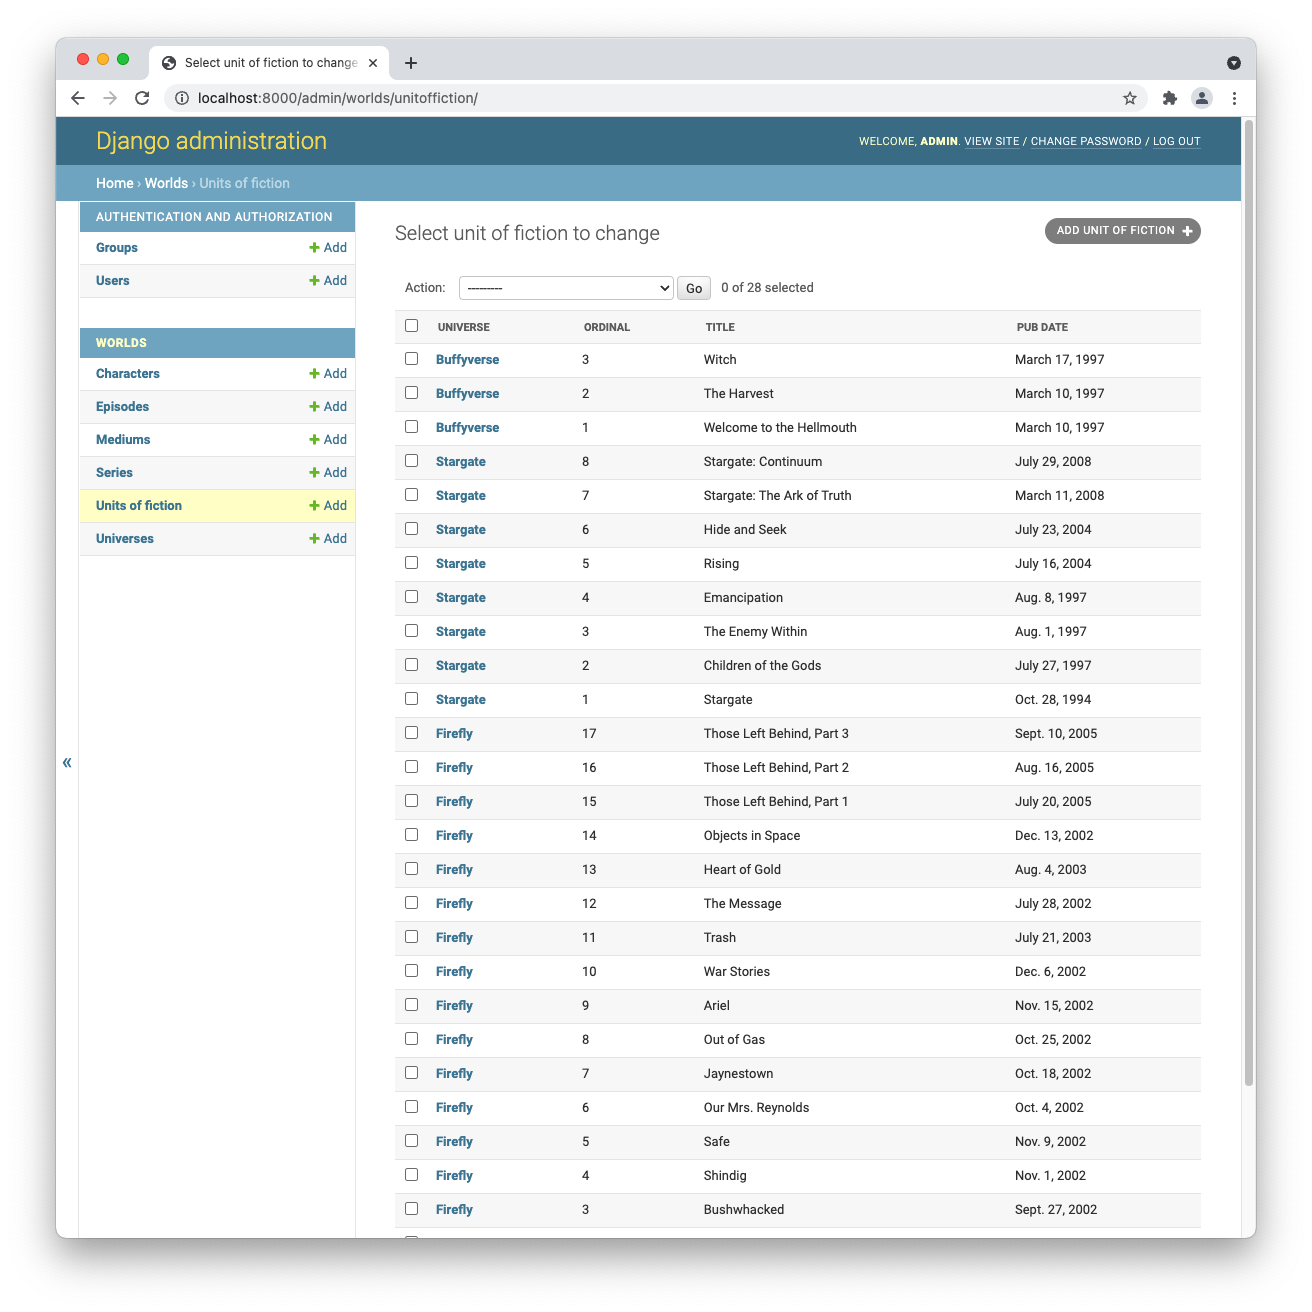 Select unit of fiction to change
localhost:8000/admin/worlds/unitoffiction/
Django administration
WELCOME, ADMIN. VIEW SITE / CHANGE PASSWORD / LOG OUT
Home › Worlds › Units of fiction
AUTHENTICATION AND AUTHORIZATION
Groups + Add
Users + Add
WORLDS
Characters + Add
Episodes + Add
Mediums + Add
Series + Add
Units of fiction + Add
Universes + Add
«
Select unit of fiction to change
ADD UNIT OF FICTION +
Action: --------- Go 0 of 28 selected
UNIVERSE ORDINAL TITLE PUB DATE
Buffyverse 3 Witch March 17, 1997
Buffyverse 2 The Harvest March 10, 1997
Buffyverse 1 Welcome to the Hellmouth March 10, 1997
Stargate 8 Stargate: Continuum July 29, 2008
Stargate 7 Stargate: The Ark of Truth March 11, 2008
Stargate 6 Hide and Seek July 23, 2004
Stargate 5 Rising July 16, 2004
Stargate 4 Emancipation Aug. 8, 1997
Stargate 3 The Enemy Within Aug. 1, 1997
Stargate 2 Children of the Gods July 27, 1997
Stargate 1 Stargate Oct. 28, 1994
Firefly 17 Those Left Behind, Part 3 Sept. 10, 2005
Firefly 16 Those Left Behind, Part 2 Aug. 16, 2005
Firefly 15 Those Left Behind, Part 1 July 20, 2005
Firefly 14 Objects in Space Dec. 13, 2002
Firefly 13 Heart of Gold Aug. 4, 2003
Firefly 12 The Message July 28, 2002
Firefly 11 Trash July 21, 2003
Firefly 10 War Stories Dec. 6, 2002
Firefly 9 Ariel Nov. 15, 2002
Firefly 8 Out of Gas Oct. 25, 2002
Firefly 7 Jaynestown Oct. 18, 2002
Firefly 6 Our Mrs. Reynolds Oct. 4, 2002
Firefly 5 Safe Nov. 9, 2002
Firefly 4 Shindig Nov. 1, 2002
Firefly 3 Bushwhacked Sept. 27, 2002